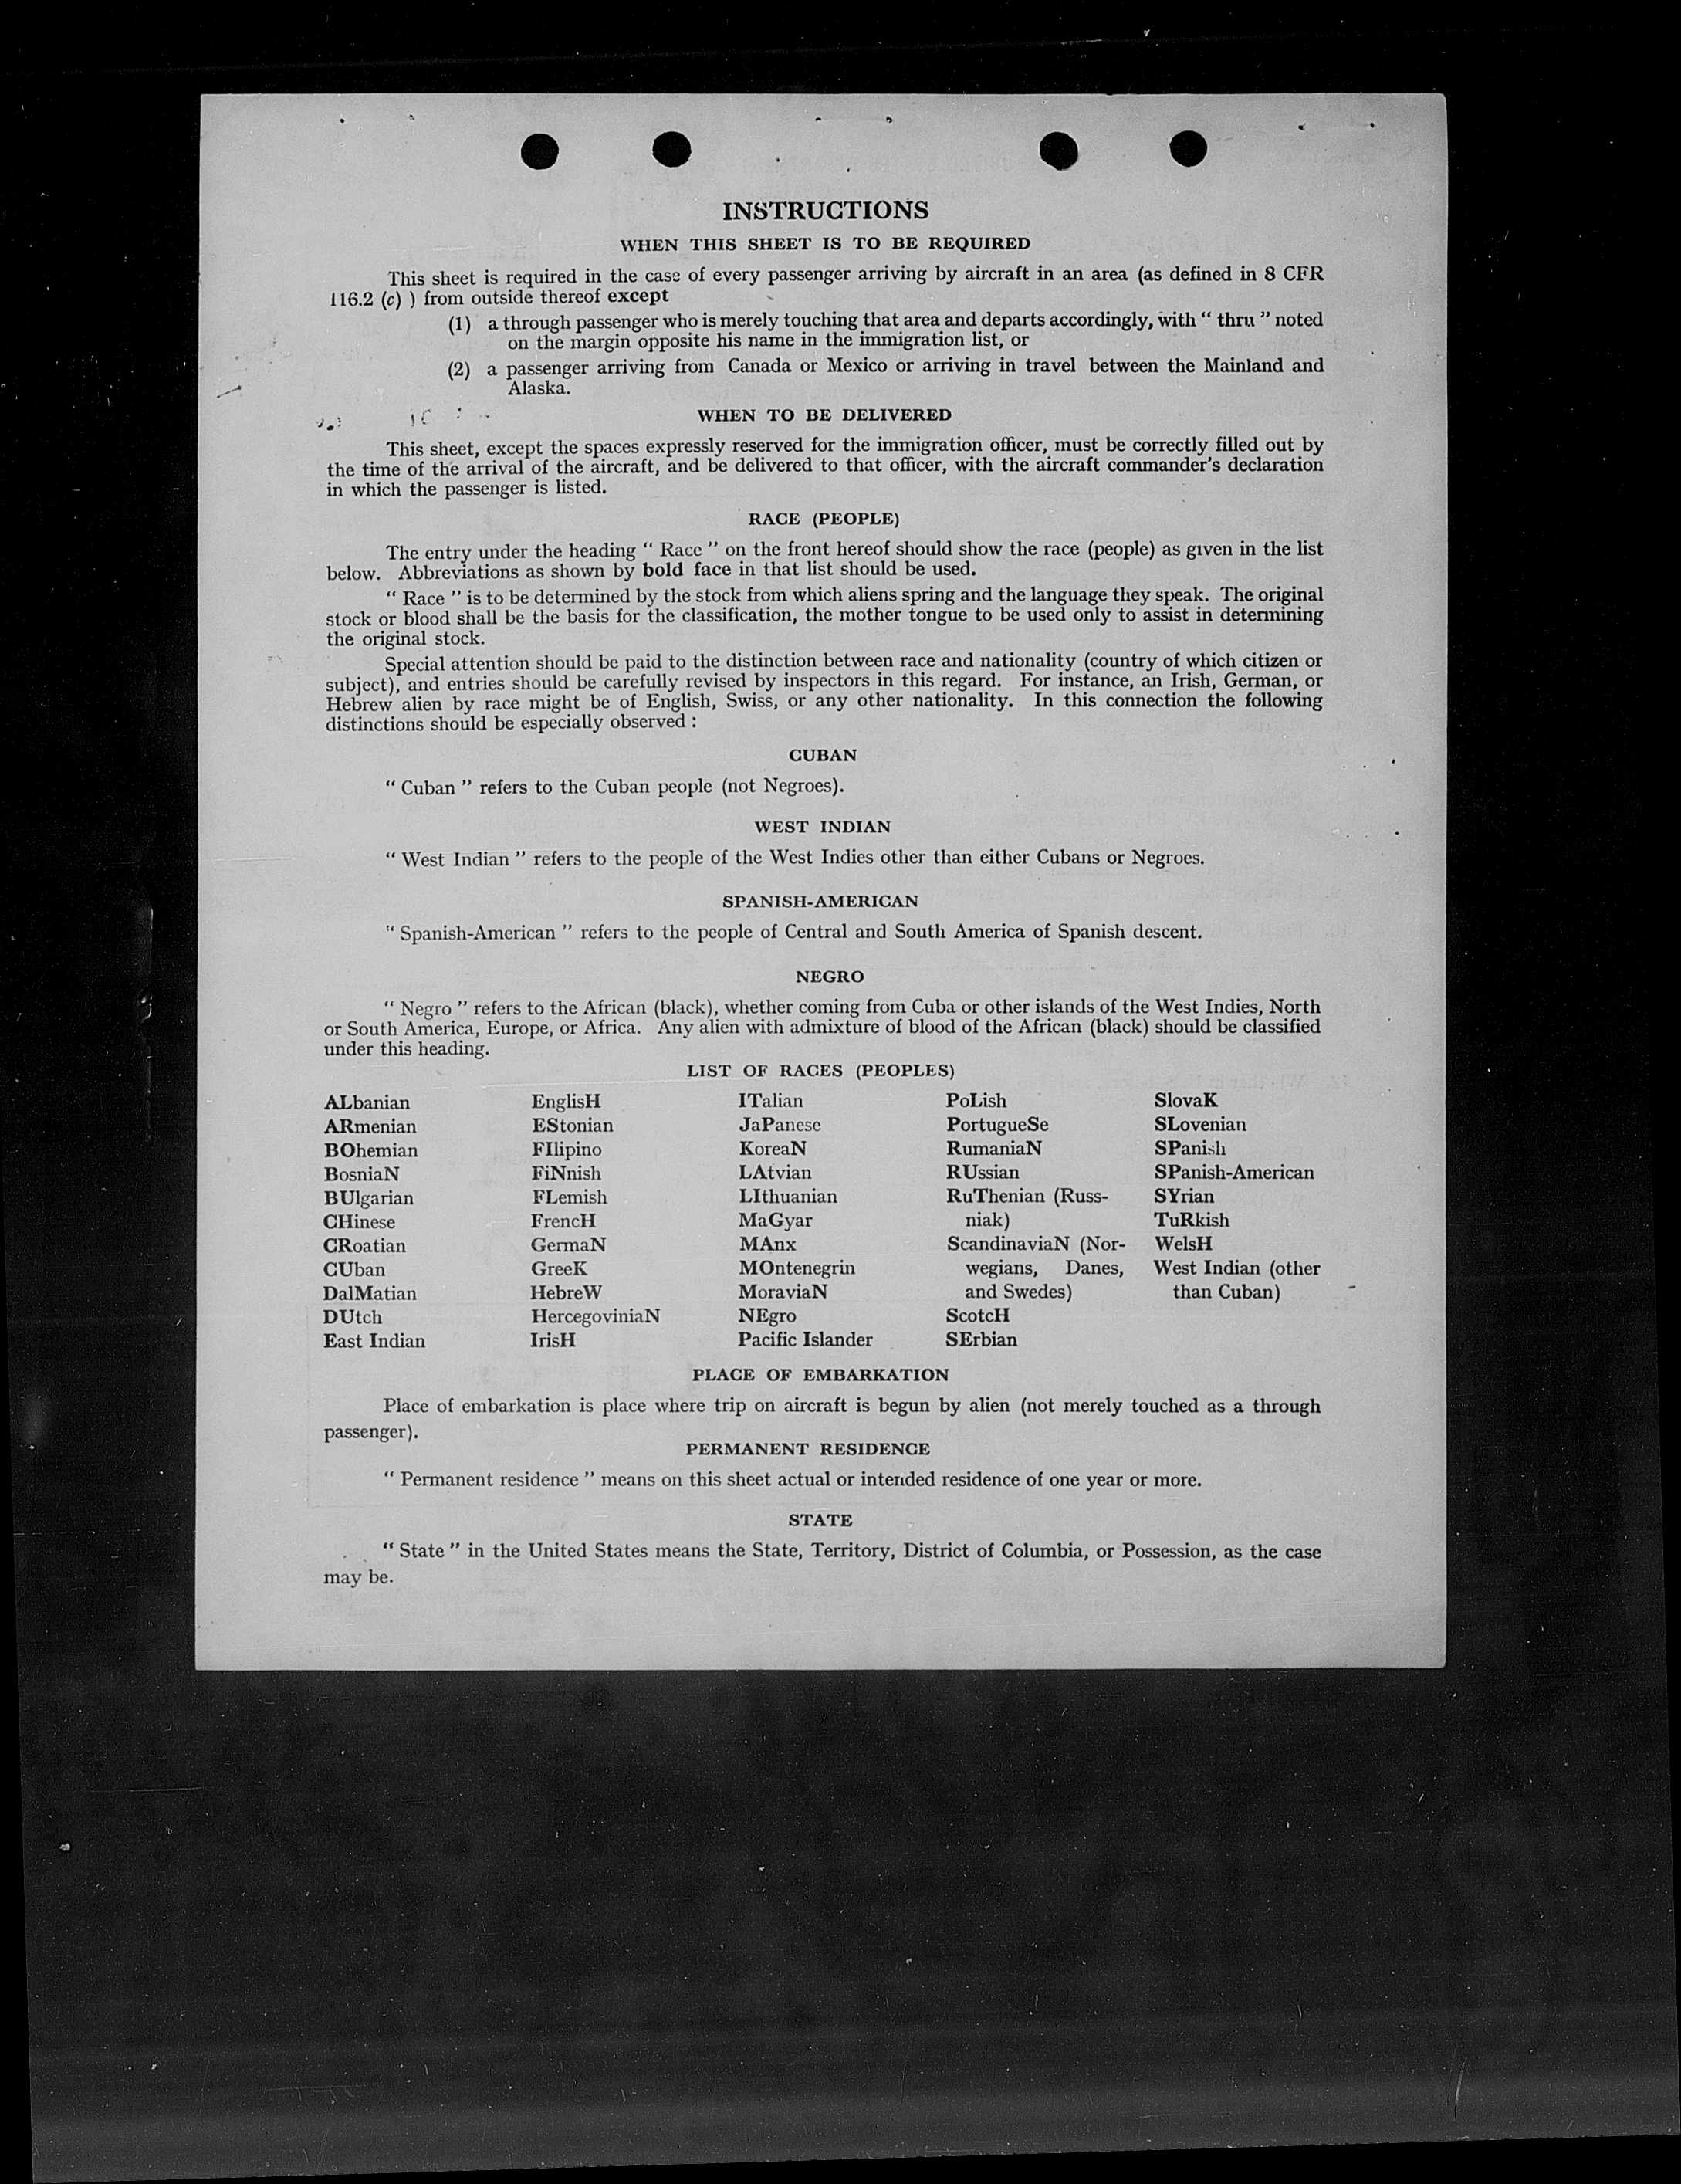 INSTRUCTIONS
WHEN THIS SHEET IS TO BE REQUIRED
This sheet is required in the case of every passenger arriving by aircraft in an area (as defined in 8 CFR
116.2 (c) ) from outside thereof except
(1) a through passenger who is merely touching that area and departs accordingly, with “ thru ” noted
on the margin opposite his name in the immigration list, or
(2) a passenger arriving from Canada or Mexico or arriving in travel between the Mainland and
Alaska.
WHEN TO BE DELIVERED
This sheet, except the spaces expressly reserved for the immigration officer, must be correctly filled out by
the time of the arrival of the aircraft, and be delivered to that officer, with the aircraft commander's declaration
in which the passenger is listed.
RACE (PEOPLE)
The entry under the heading “ Race ” on the front hereof should show the race (people) as given in the list
below. Abbreviations as shown by bold face in that list should be used.
“ Race ” is to be determined by the stock from which aliens spring and the language they speak. The original
stock or blood shall be the basis for the classification, the mother tongue to be used only to assist in determining
the original stock.
Special attention should be paid to the distinction between race and nationality (country of which citizen or
subject), and entries should be carefully revised by inspectors in this regard. For instance, an Irish, German, or
Hebrew alien by race might be of English, Swiss, or any other nationality. In this connection the following
distinctions should be especially observed :
CUBAN
“ Cuban ” refers to the Cuban people (not Negroes).
WEST INDIAN
“ West Indian ” refers to the people of the West Indies other than either Cubans or Negroes.
SPANISH-AMERICAN
“ Spanish-American ” refers to the people of Central and South America of Spanish descent.
NEGRO
“ Negro ” refers to the African (black), whether coming from Cuba or other islands of the West Indies, North
or South America, Europe, or Africa. Any alien with admixture of blood of the African (black) should be classified
under this heading.
LIST OF RACES (PEOPLES)
ALbanian
ARmenian
BOhemian
BosniaN
BUlgarian
CHinese
CRoatian
CUban
DalMatian
DUtch
East Indian
EnglisH
EStonian
FIlipino
FiNnish
FLemish
FrencH
GermaN
GreeK
HebreW
HercegoviniaN
IrisH
ITalian
JaPanese
KoreaN
LAtvian
LIthuanian
MaGyar
MAnx
MOntenegrin
MoraviaN
NEgro
Pacific Islander
PoLish
PortugueSe
RumaniaN
RUssian
RuThenian (Russ-
niak)
ScandinaviaN (Nor-
wegians, Danes,
and Swedes)
ScotcH
SErbian
SlovaK
SLovenian
SPanish
SPanish-American
SYrian
TuRkish
WelsH
West Indian (other
than Cuban)
PLACE OF EMBARKATION
Place of embarkation is place where trip on aircraft is begun by alien (not merely touched as a through
passenger).
PERMANENT RESIDENCE
“ Permanent residence ” means on this sheet actual or intended residence of one year or more.
STATE
“ State ” in the United States means the State, Territory, District of Columbia, or Possession, as the case
may be.